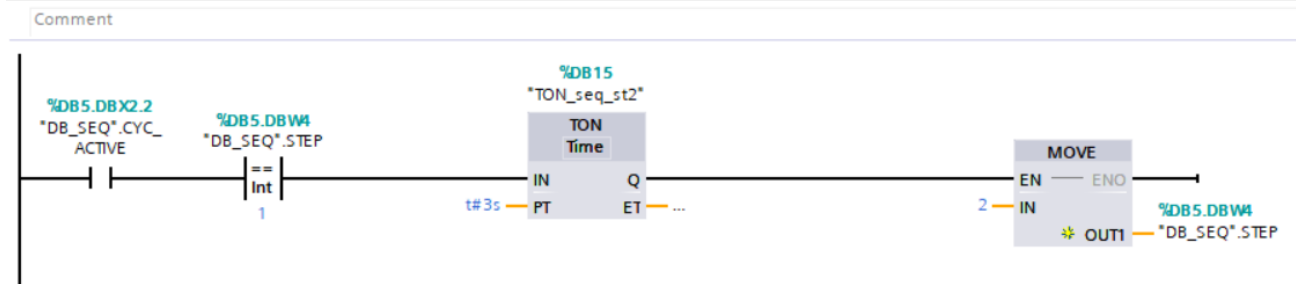 Comment
%DB5.DBX2.2
"DB_SEQ".CYC_
ACTIVE
%DB5.DBW4
"DB_SEQ".STEP
==
Int
1
%DB15
"TON_seq_st2"
TON
Time
IN Q
t#3s PT ET ...
MOVE
EN ENO
2 IN
OUT1
%DB5.DBW4
"DB_SEQ".STEP